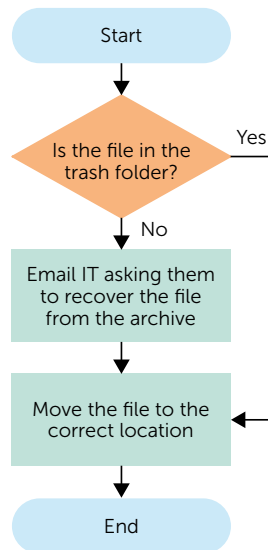 Start
Is the file in the
trash folder?
Yes
No
Email IT asking them
to recover the file
from the archive
Move the file to the
correct location
End